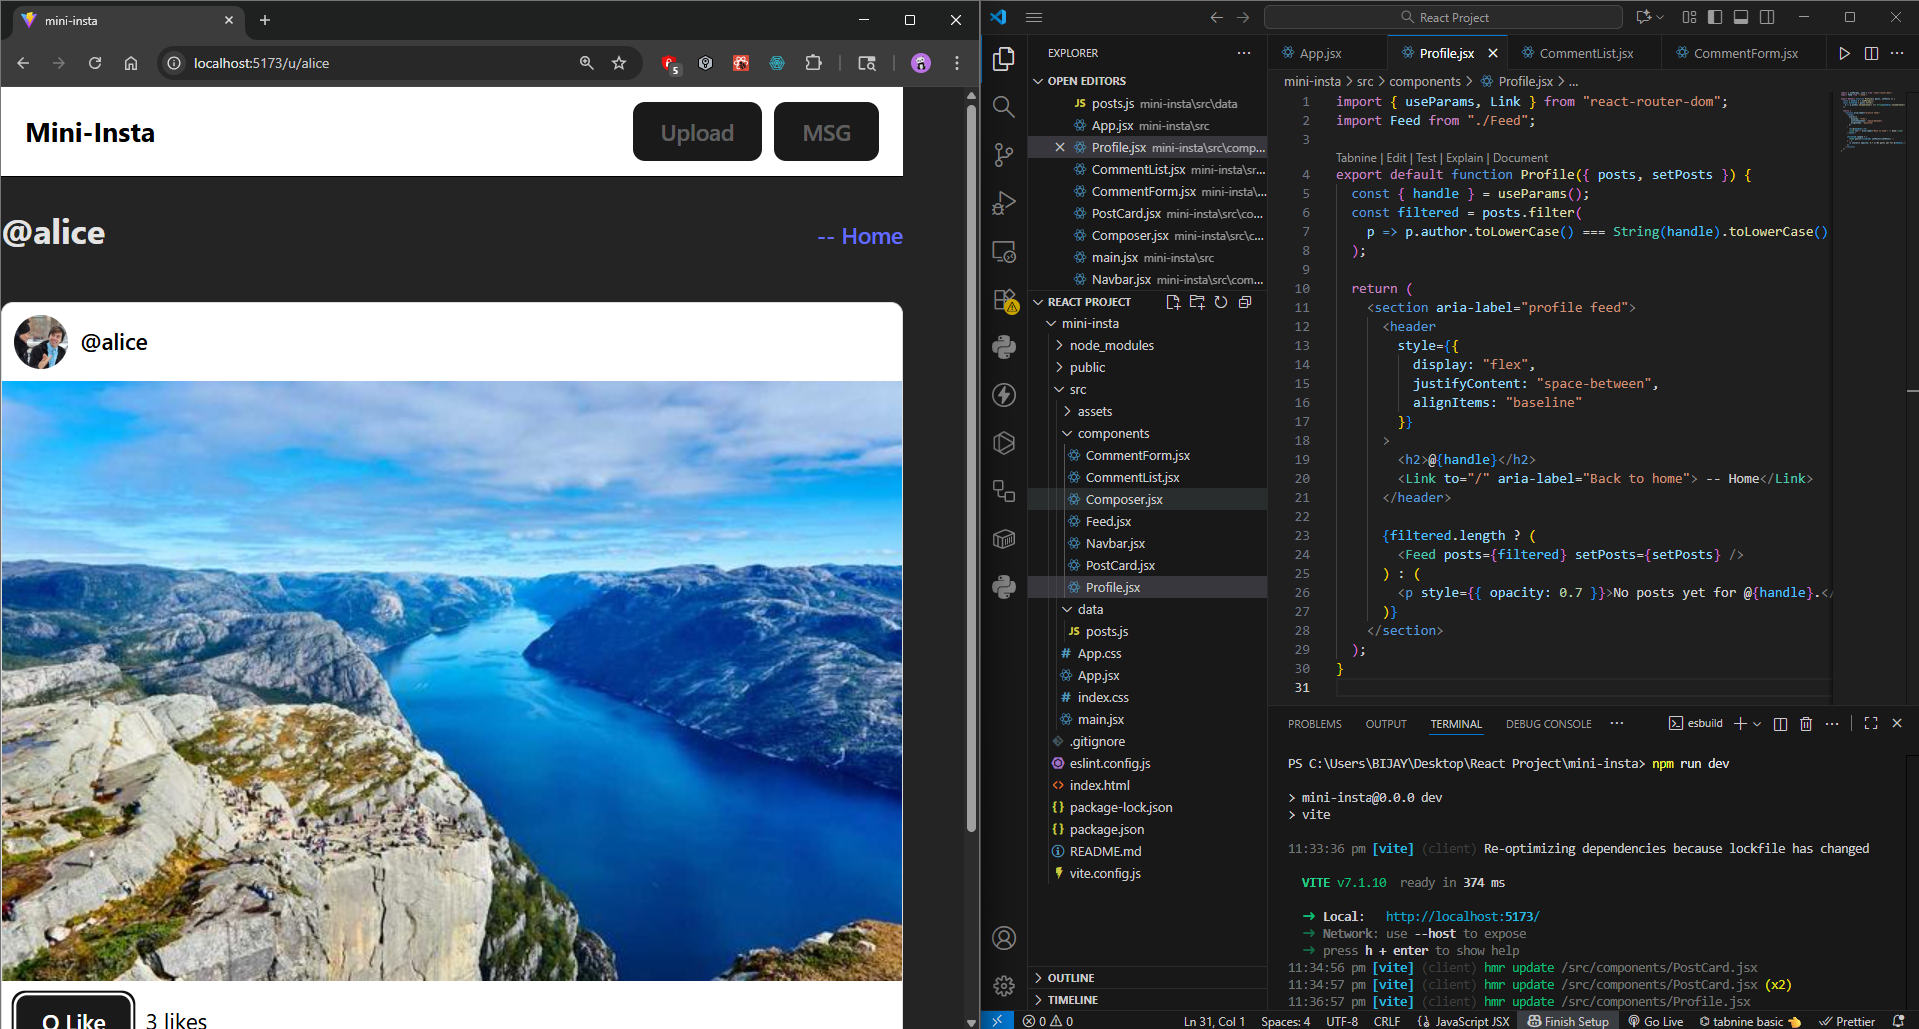 mini-insta
localhost:5173/u/alice
5
Mini-Insta
Upload
MSG
@alice
-- Home
@alice
O Like
3 likes
React Project
EXPLORER
OPEN EDITORS
JS posts.js mini-insta\src\data
App.jsx mini-insta\src
Profile.jsx mini-insta\src\comp...
CommentList.jsx mini-insta\sr...
CommentForm.jsx mini-insta\...
PostCard.jsx mini-insta\src\co...
Composer.jsx mini-insta\src\c...
main.jsx mini-insta\src
Navbar.jsx mini-insta\src\com...
REACT PROJECT
mini-insta
node_modules
public
src
assets
components
CommentForm.jsx
CommentList.jsx
Composer.jsx
Feed.jsx
Navbar.jsx
PostCard.jsx
Profile.jsx
data
JS posts.js
# App.css
App.jsx
# index.css
main.jsx
.gitignore
eslint.config.js
<> index.html
{} package-lock.json
{} package.json
README.md
vite.config.js
OUTLINE
TIMELINE
App.jsx
Profile.jsx
CommentList.jsx
CommentForm.jsx
mini-insta > src > components > Profile.jsx > ...
1 import { useParams, Link } from "react-router-dom";
2 import Feed from "./Feed";
3
Tabnine | Edit | Test | Explain | Document
4 export default function Profile({ posts, setPosts }) {
5 const { handle } = useParams();
6 const filtered = posts.filter(
7 p => p.author.toLowerCase() === String(handle).toLowerCase()
8 );
9
10 return (
11 <section aria-label="profile feed">
12 <header
13 style={{
14 display: "flex",
15 justifyContent: "space-between",
16 alignItems: "baseline"
17 }}
18 >
19 <h2>@{handle}</h2>
20 <Link to="/" aria-label="Back to home"> -- Home</Link>
21 </header>
22
23 {filtered.length ? (
24 <Feed posts={filtered} setPosts={setPosts} />
25 ) : (
26 <p style={{ opacity: 0.7 }}>No posts yet for @{handle}.</
27 )}
28 </section>
29 );
30 }
31
PROBLEMS
OUTPUT
TERMINAL
DEBUG CONSOLE
esbuild
PS C:\Users\BIJAY\Desktop\React Project\mini-insta> npm run dev
> mini-insta@0.0.0 dev
> vite
11:33:36 pm [vite] (client) Re-optimizing dependencies because lockfile has changed
VITE v7.1.10 ready in 374 ms
➜ Local: http://localhost:5173/
➜ Network: use --host to expose
➜ press h + enter to show help
11:34:56 pm [vite] (client) hmr update /src/components/PostCard.jsx
11:34:57 pm [vite] (client) hmr update /src/components/PostCard.jsx (x2)
11:36:57 pm [vite] (client) hmr update /src/components/Profile.jsx
0 0
Ln 31, Col 1
Spaces: 4
UTF-8
CRLF
{} JavaScript JSX
Finish Setup
Go Live
tabnine basic
Prettier